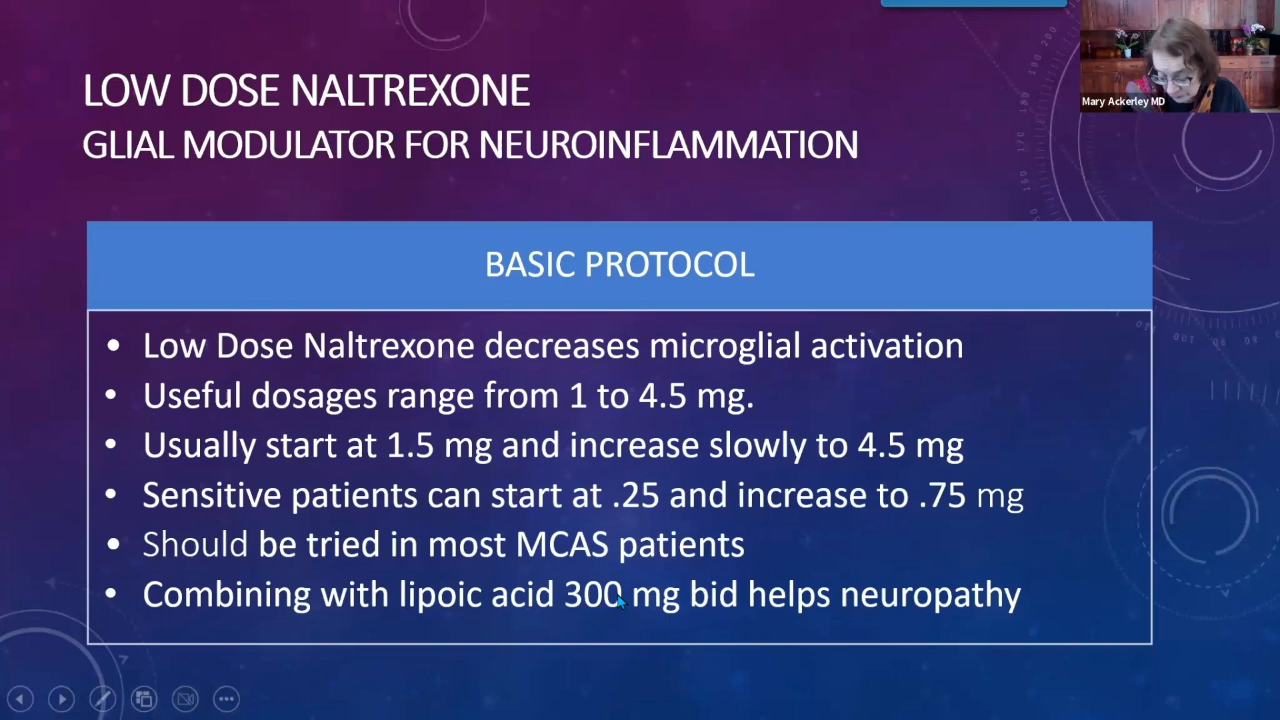 Mary Ackerley MD
LOW DOSE NALTREXONE
GLIAL MODULATOR FOR NEUROINFLAMMATION
BASIC PROTOCOL
• Low Dose Naltrexone decreases microglial activation
• Useful dosages range from 1 to 4.5 mg.
• Usually start at 1.5 mg and increase slowly to 4.5 mg
• Sensitive patients can start at .25 and increase to .75 mg
• Should be tried in most MCAS patients
• Combining with lipoic acid 300 mg bid helps neuropathy